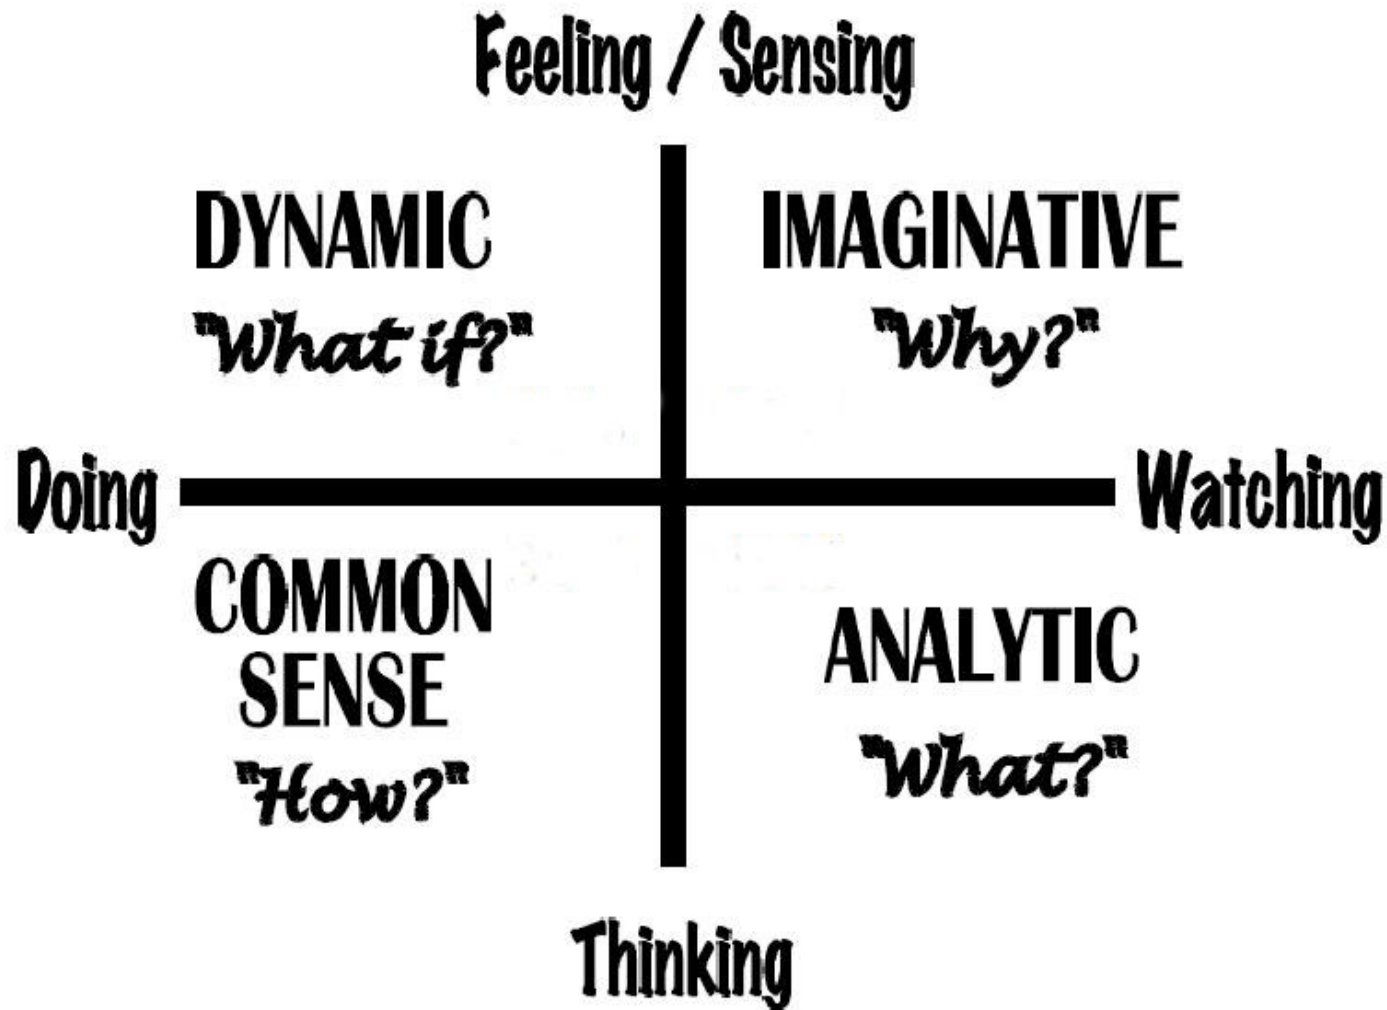 Feeling / Sensing
DYNAMIC
"What if?"
IMAGINATIVE
"Why?"
Doing
Watching
COMMON
SENSE
"How?"
ANALYTIC
"What?"
Thinking